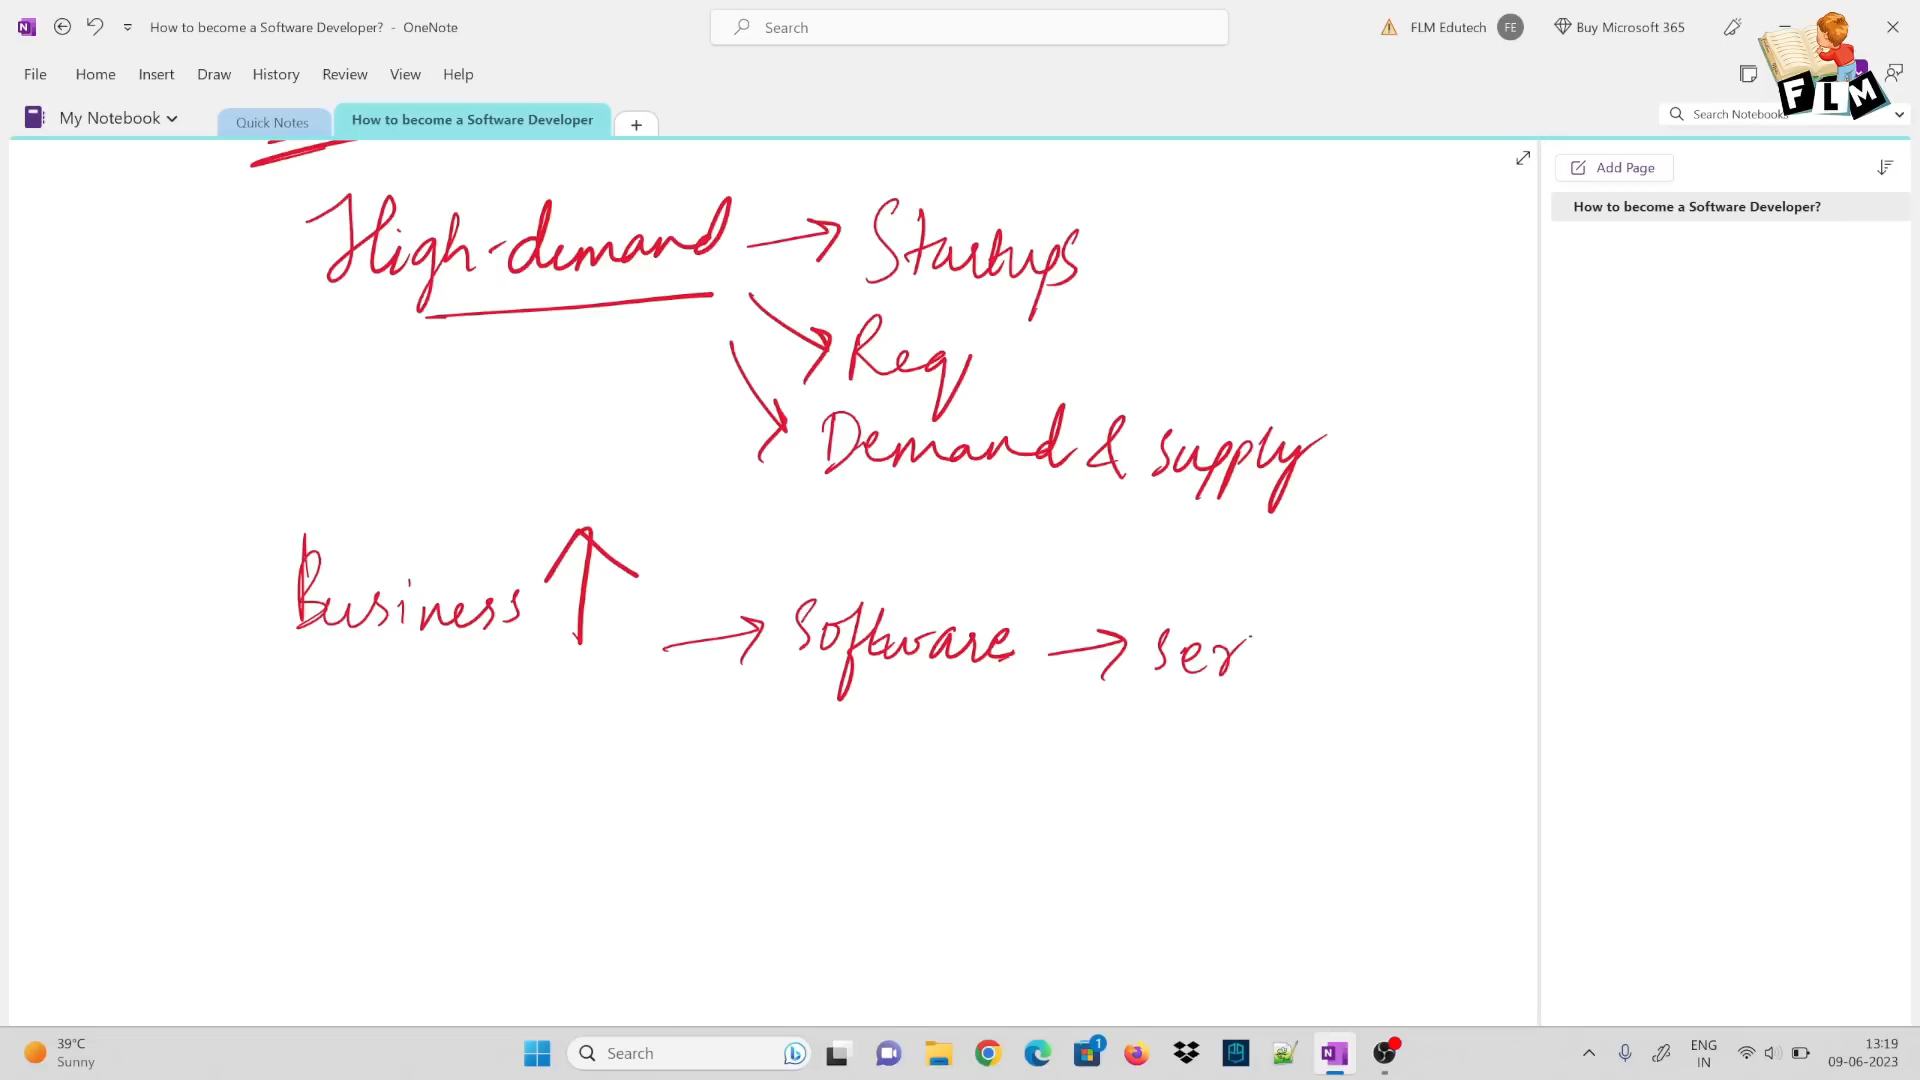 How to become a Software Developer? - OneNote
Search
FLM Edutech
FE
Buy Microsoft 365
File Home Insert Draw History Review View Help
FLM
My Notebook
Quick Notes
How to become a Software Developer
+
Search Notebooks
Add Page
How to become a Software Developer?
High-demand → Startups
Req
Demand & supply
Business ↑
→ Software → ser
39°C
Sunny
Search
1
ENG
IN
13:19
09-06-2023